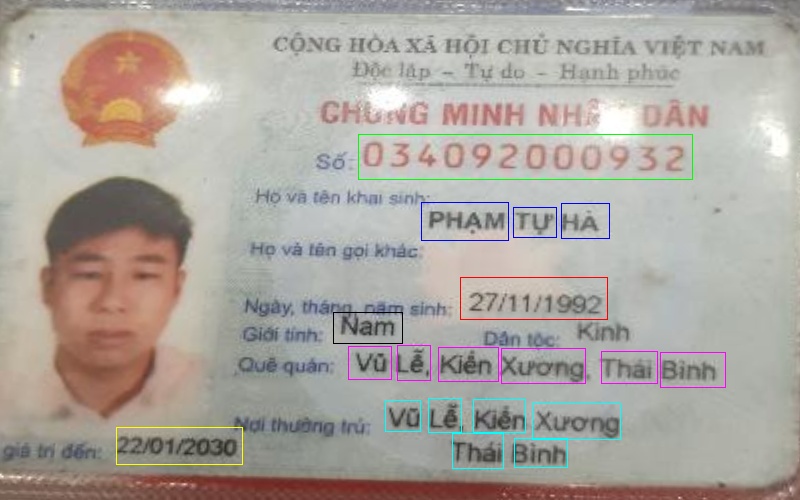 CỘNG HÒA XÃ HỘI CHỦ NGHĨA VIỆT NAM
Độc lập - Tự do - Hạnh phúc
CHỨNG MINH NHÂN DÂN
Số: 034092000932
Họ và tên khai sinh:
PHẠM TỰ HÀ
Họ và tên gọi khác:
Ngày, tháng, năm sinh: 27/11/1992
Giới tính: Nam Dân tộc: Kinh
Quê quán: Vũ Lễ, Kiến Xương, Thái Bình
Nơi thường trú: Vũ Lễ, Kiến Xương
Thái Bình
giá trị đến: 22/01/2030